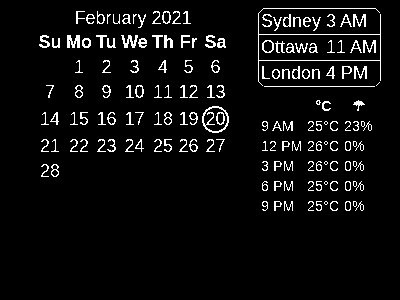 February 2021
Su Mo Tu We Th Fr Sa
1 2 3 4 5 6
7 8 9 10 11 12 13
14 15 16 17 18 19 20
21 22 23 24 25 26 27
28
Sydney 3 AM
Ottawa 11 AM
London 4 PM
°C
9 AM 25°C 23%
12 PM 26°C 0%
3 PM 26°C 0%
6 PM 25°C 0%
9 PM 25°C 0%